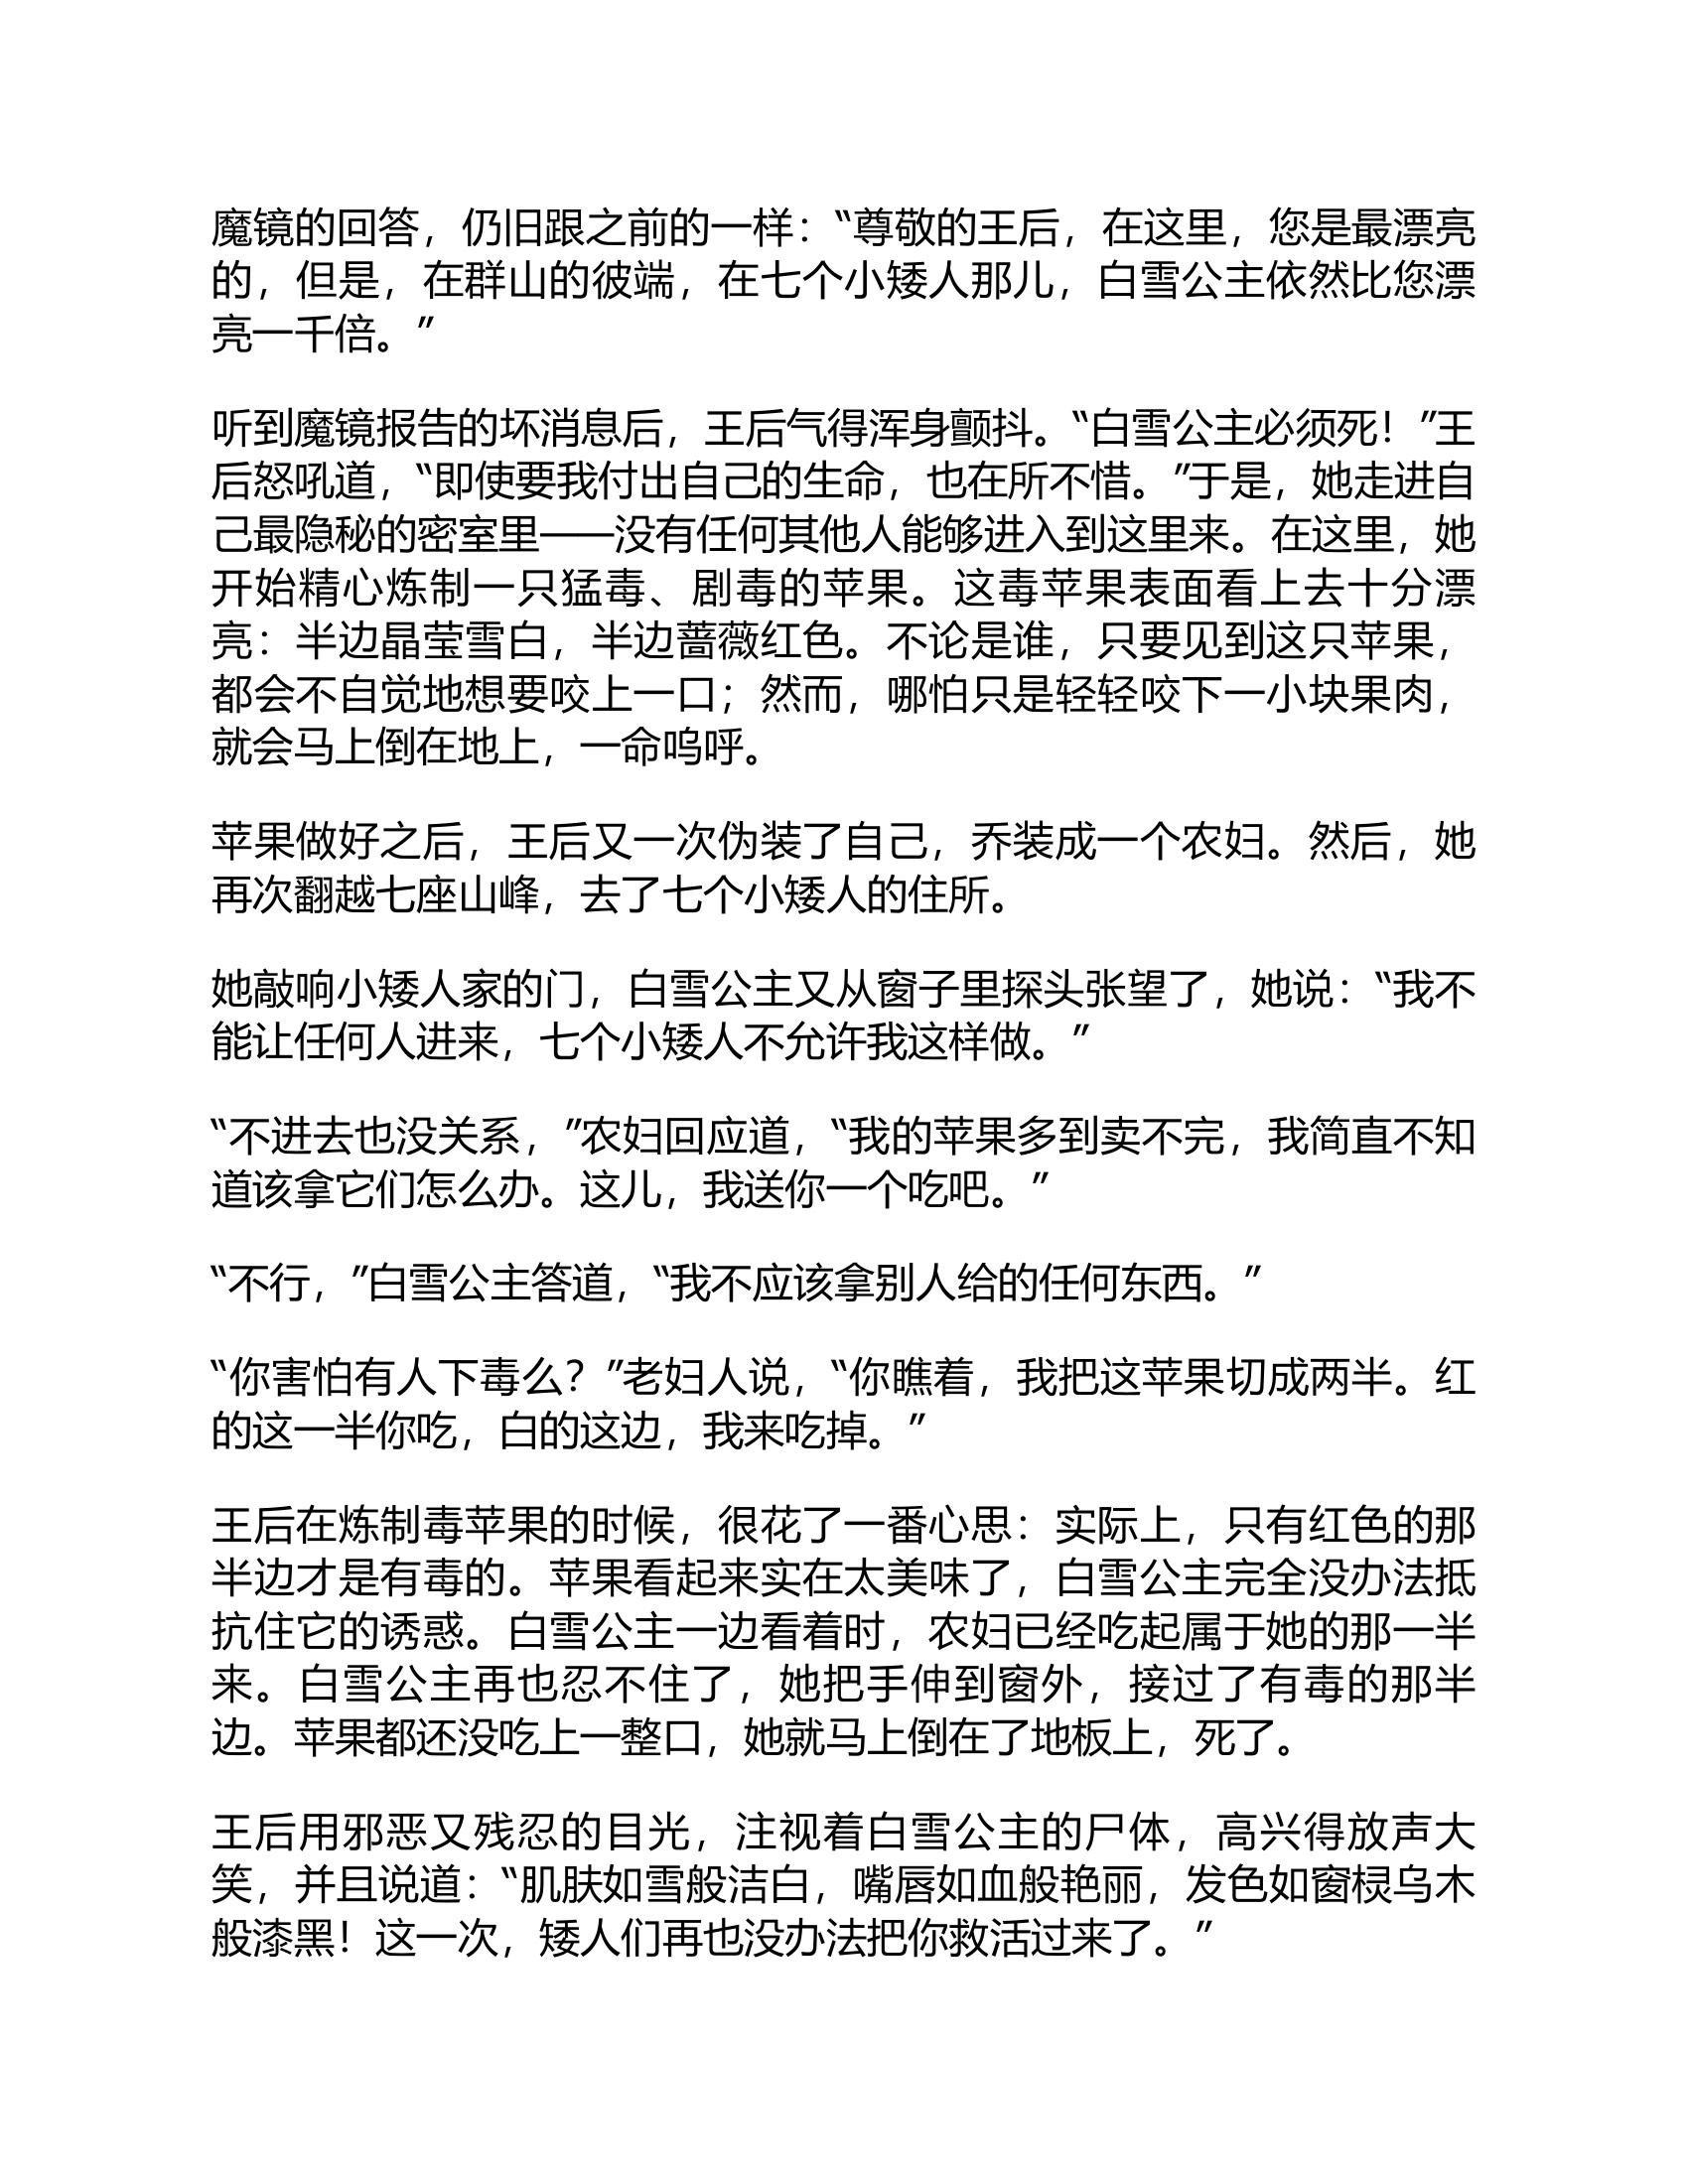 魔镜的回答，仍旧跟之前的一样：“尊敬的王后，在这里，您是最漂亮
的，但是，在群山的彼端，在七个小矮人那儿，白雪公主依然比您漂
亮一千倍。”
听到魔镜报告的坏消息后，王后气得浑身颤抖。“白雪公主必须死！”王
后怒吼道，“即使要我付出自己的生命，也在所不惜。”于是，她走进自
己最隐秘的密室里——没有任何其他人能够进入到这里来。在这里，她
开始精心炼制一只猛毒、剧毒的苹果。这毒苹果表面看上去十分漂
亮：半边晶莹雪白，半边蔷薇红色。不论是谁，只要见到这只苹果，
都会不自觉地想要咬上一口；然而，哪怕只是轻轻咬下一小块果肉，
就会马上倒在地上，一命呜呼。
苹果做好之后，王后又一次伪装了自己，乔装成一个农妇。然后，她
再次翻越七座山峰，去了七个小矮人的住所。
她敲响小矮人家的门，白雪公主又从窗子里探头张望了，她说：“我不
能让任何人进来，七个小矮人不允许我这样做。”
“不进去也没关系，”农妇回应道，“我的苹果多到卖不完，我简直不知
道该拿它们怎么办。这儿，我送你一个吃吧。”
“不行，”白雪公主答道，“我不应该拿别人给的任何东西。”
“你害怕有人下毒么？”老妇人说，“你瞧着，我把这苹果切成两半。红
的这一半你吃，白的这边，我来吃掉。”
王后在炼制毒苹果的时候，很花了一番心思：实际上，只有红色的那
半边才是有毒的。苹果看起来实在太美味了，白雪公主完全没办法抵
抗住它的诱惑。白雪公主一边看着时，农妇已经吃起属于她的那一半
来。白雪公主再也忍不住了，她把手伸到窗外，接过了有毒的那半
边。苹果都还没吃上一整口，她就马上倒在了地板上，死了。
王后用邪恶又残忍的目光，注视着白雪公主的尸体，高兴得放声大
笑，并且说道：“肌肤如雪般洁白，嘴唇如血般艳丽，发色如窗棂乌木
般漆黑！这一次，矮人们再也没办法把你救活过来了。”